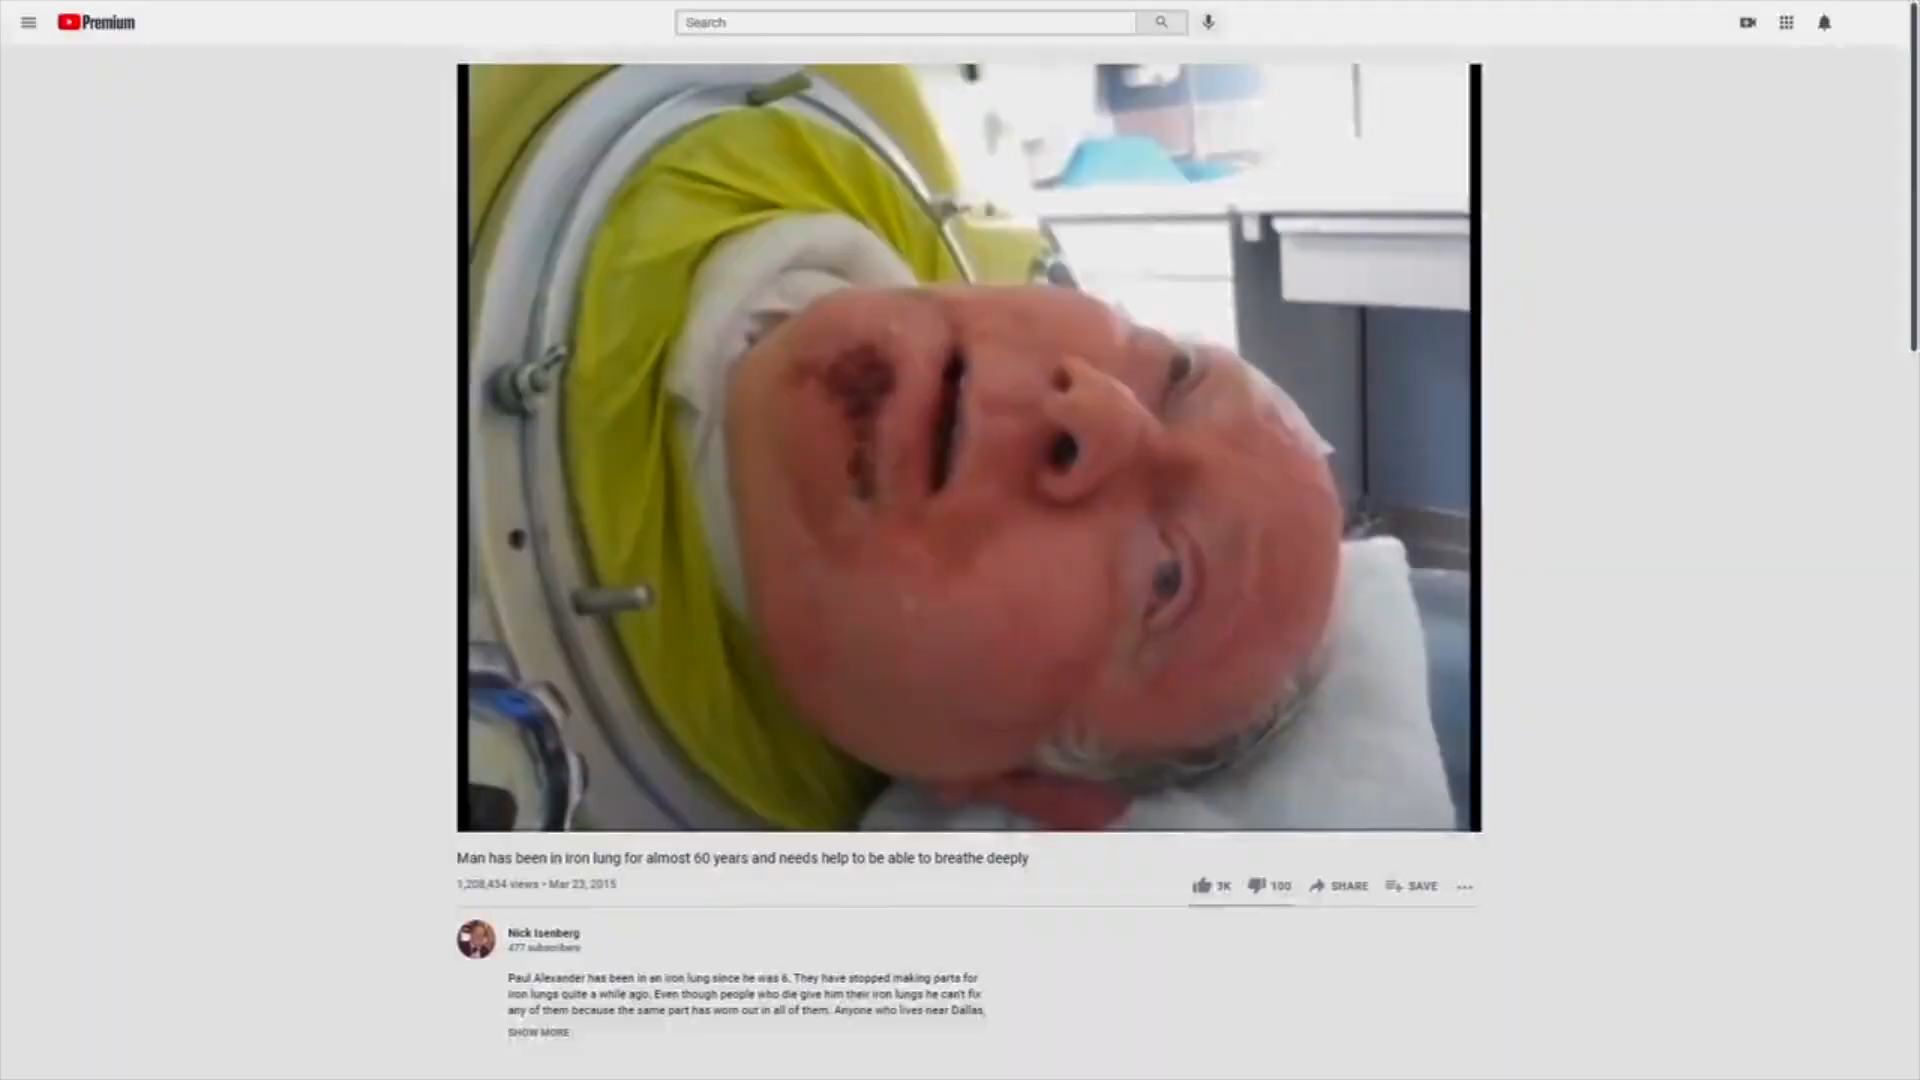 Premium
Search
Man has been in iron lung for almost 60 years and needs help to be able to breathe deeply
1,208,434 views • Mar 23, 2015
3K
100
SHARE
SAVE
Nick Isenberg
477 subscribers
Paul Alexander has been in an iron lung since he was 6. They have stopped making parts for
iron lungs quite a while ago. Even though people who die give him their iron lungs he can't fix
any of them because the same part has worn out in all of them. Anyone who lives near Dallas,
SHOW MORE